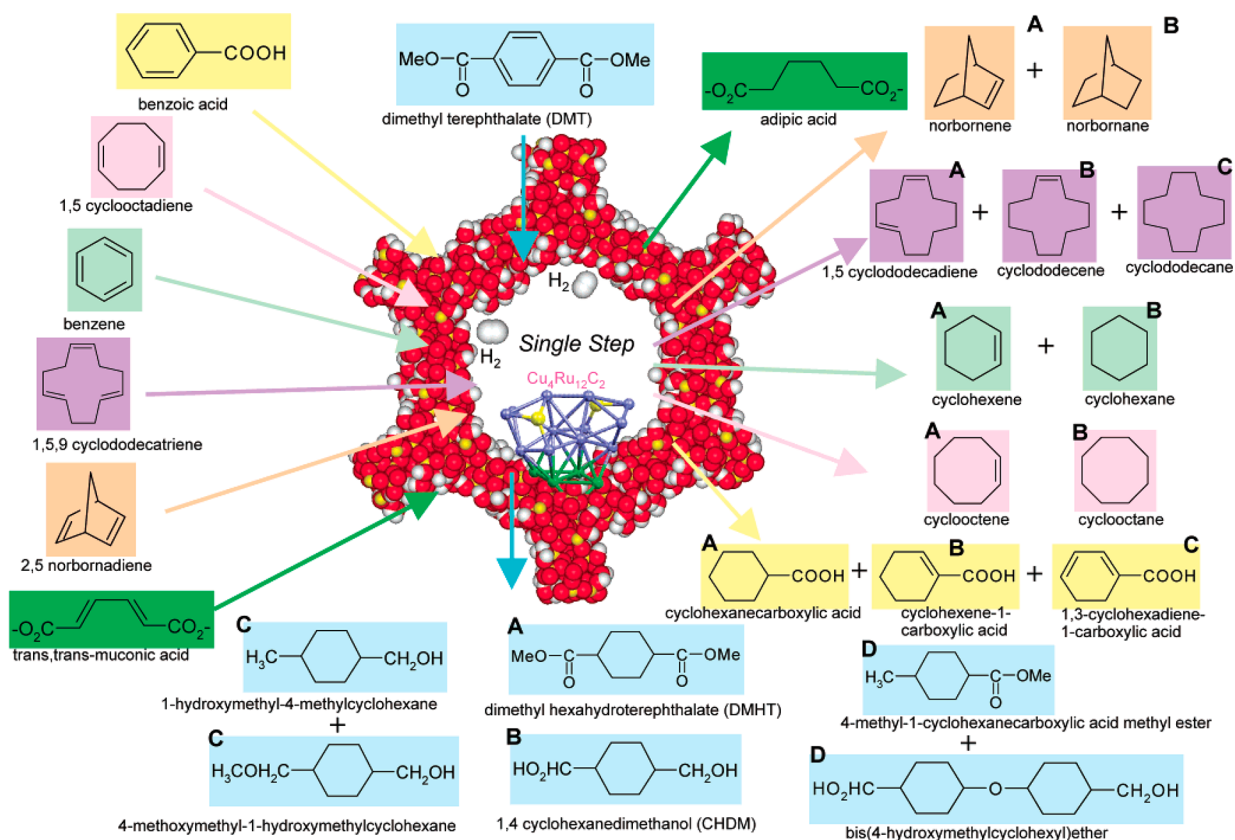 COOH
benzoic acid
MeO
C
O
C
O
OMe
dimethyl terephthalate (DMT)
-O₂C
CO₂-
adipic acid
A
norbornene
+
B
norbornane
1,5 cyclooctadiene
A
1,5 cyclododecadiene
+
B
cyclododecene
+
C
cyclododecane
benzene
H₂
H₂
Single Step
Cu₄Ru₁₂C₂
A
cyclohexene
+
B
cyclohexane
1,5,9 cyclododecatriene
A
cyclooctene
B
cyclooctane
2,5 norbornadiene
A
COOH
cyclohexanecarboxylic acid
+
B
COOH
cyclohexene-1-
carboxylic acid
+
C
COOH
1,3-cyclohexadiene-
1-carboxylic acid
-O₂C
CO₂-
trans,trans-muconic acid
C
H₃C
CH₂OH
1-hydroxymethyl-4-methylcyclohexane
+
C
H₃COH₂C
CH₂OH
4-methoxymethyl-1-hydroxymethylcyclohexane
A
MeO
C
O
C
O
OMe
dimethyl hexahydroterephthalate (DMHT)
B
HO₂HC
CH₂OH
1,4 cyclohexanedimethanol (CHDM)
D
H₃C
C
O
OMe
4-methyl-1-cyclohexanecarboxylic acid methyl ester
+
D
HO₂HC
O
CH₂OH
bis(4-hydroxymethylcyclohexyl)ether